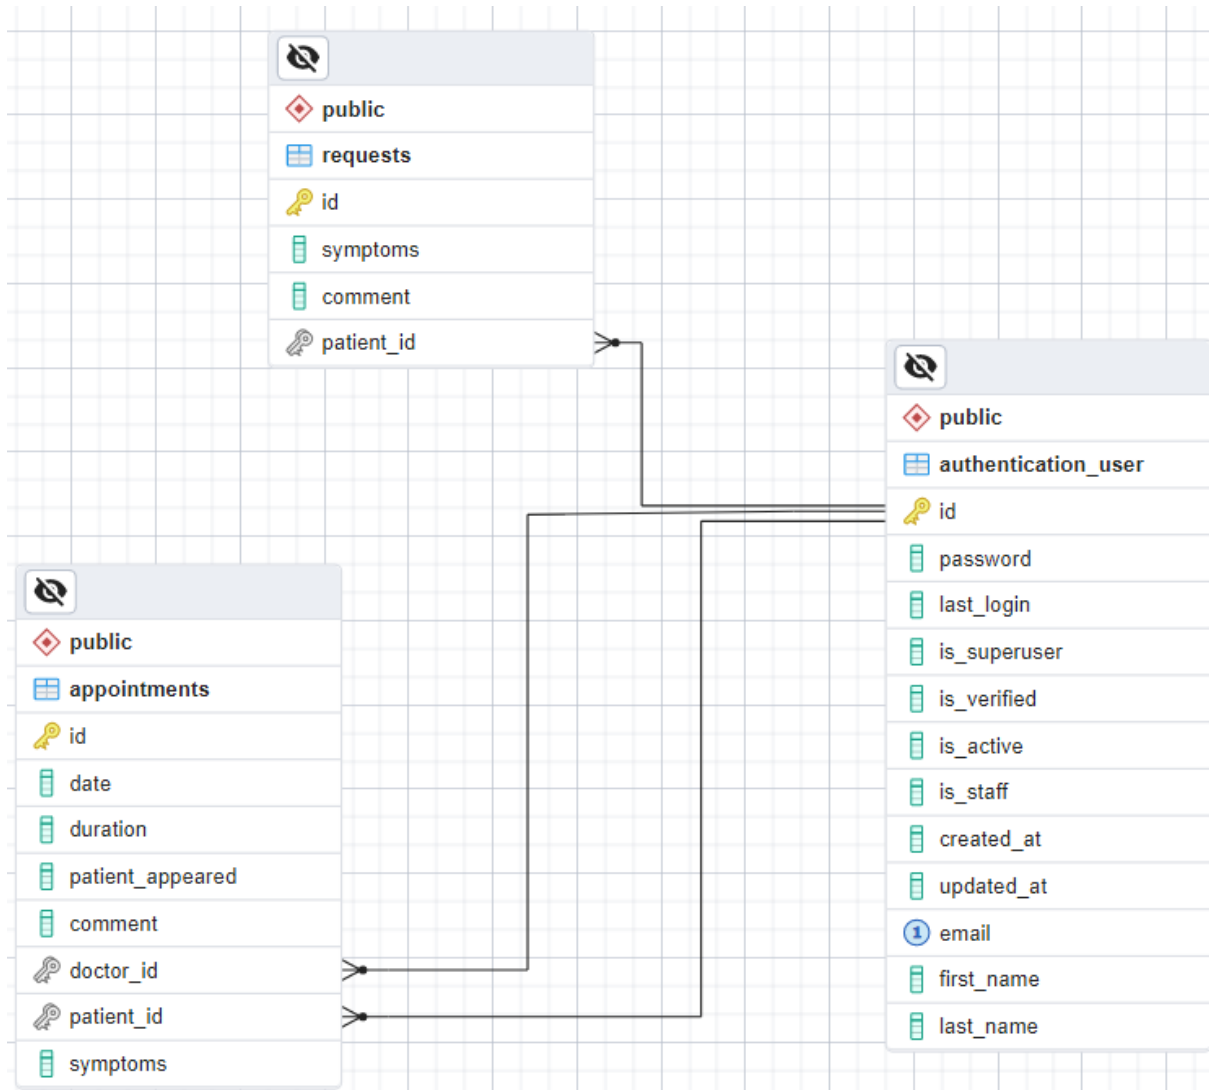 public
requests
id
symptoms
comment
patient_id
public
authentication_user
id
password
last_login
is_superuser
is_verified
is_active
is_staff
created_at
updated_at
1 email
first_name
last_name
public
appointments
id
date
duration
patient_appeared
comment
doctor_id
patient_id
symptoms